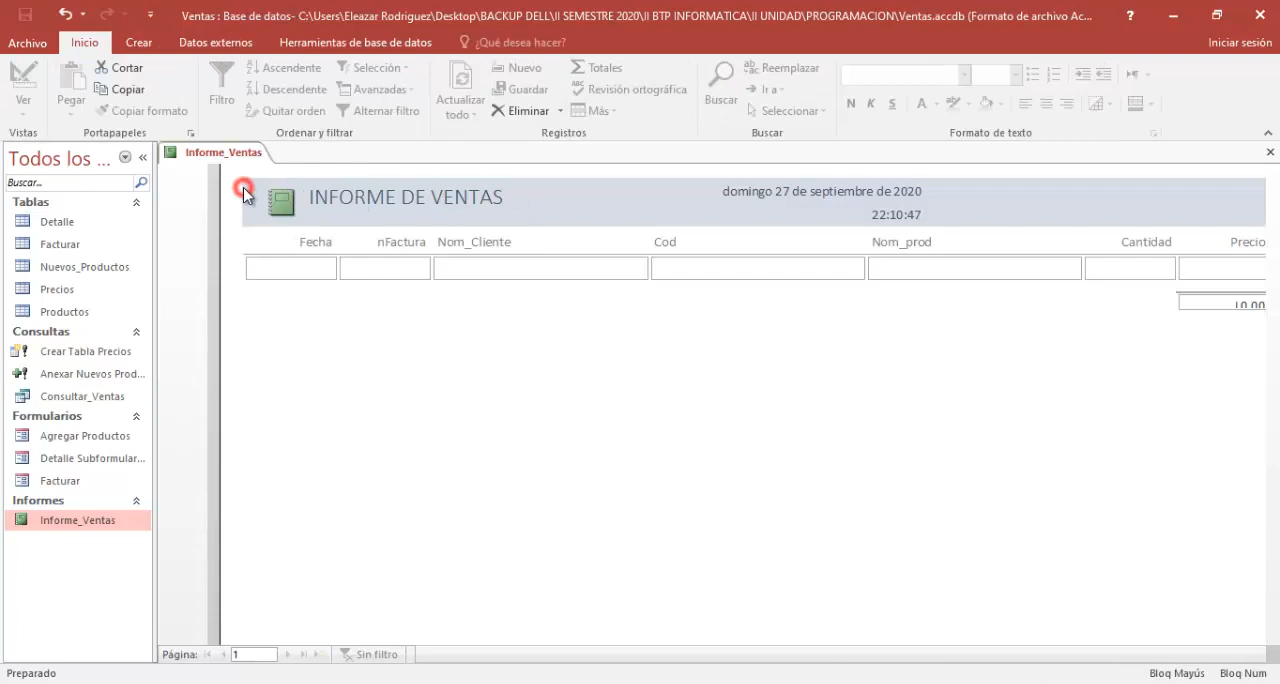 Ventas : Base de datos- C:\Users\Eleazar Rodriguez\Desktop\BACKUP DELL\II SEMESTRE 2020\II BTP INFORMATICA\II UNIDAD\PROGRAMACION\Ventas.accdb (Formato de archivo Ac... ?
Archivo Inicio Crear Datos externos Herramientas de base de datos ¿Qué desea hacer? Iniciar sesión
Cortar Ascendente Selección Nuevo Totales Reemplazar
Copiar Descendente Avanzadas Guardar Revisión ortográfica Ir a
Ver Pegar Filtro Actualizar todo Buscar N K S A
Copiar formato Quitar orden Alternar filtro Eliminar Más Seleccionar
Vistas Portapapeles Ordenar y filtrar Registros Buscar Formato de texto
Todos los ...
Buscar...
Tablas
Detalle
Facturar
Nuevos_Productos
Precios
Productos
Consultas
Crear Tabla Precios
Anexar Nuevos Prod...
Consultar_Ventas
Formularios
Agregar Productos
Detalle Subformular...
Facturar
Informes
Informe_Ventas
Informe_Ventas
INFORME DE VENTAS domingo 27 de septiembre de 2020
22:10:47
Fecha nFactura Nom_Cliente Cod Nom_prod Cantidad Precio
Página: 1 Sin filtro
Preparado Bloq Mayús Bloq Num